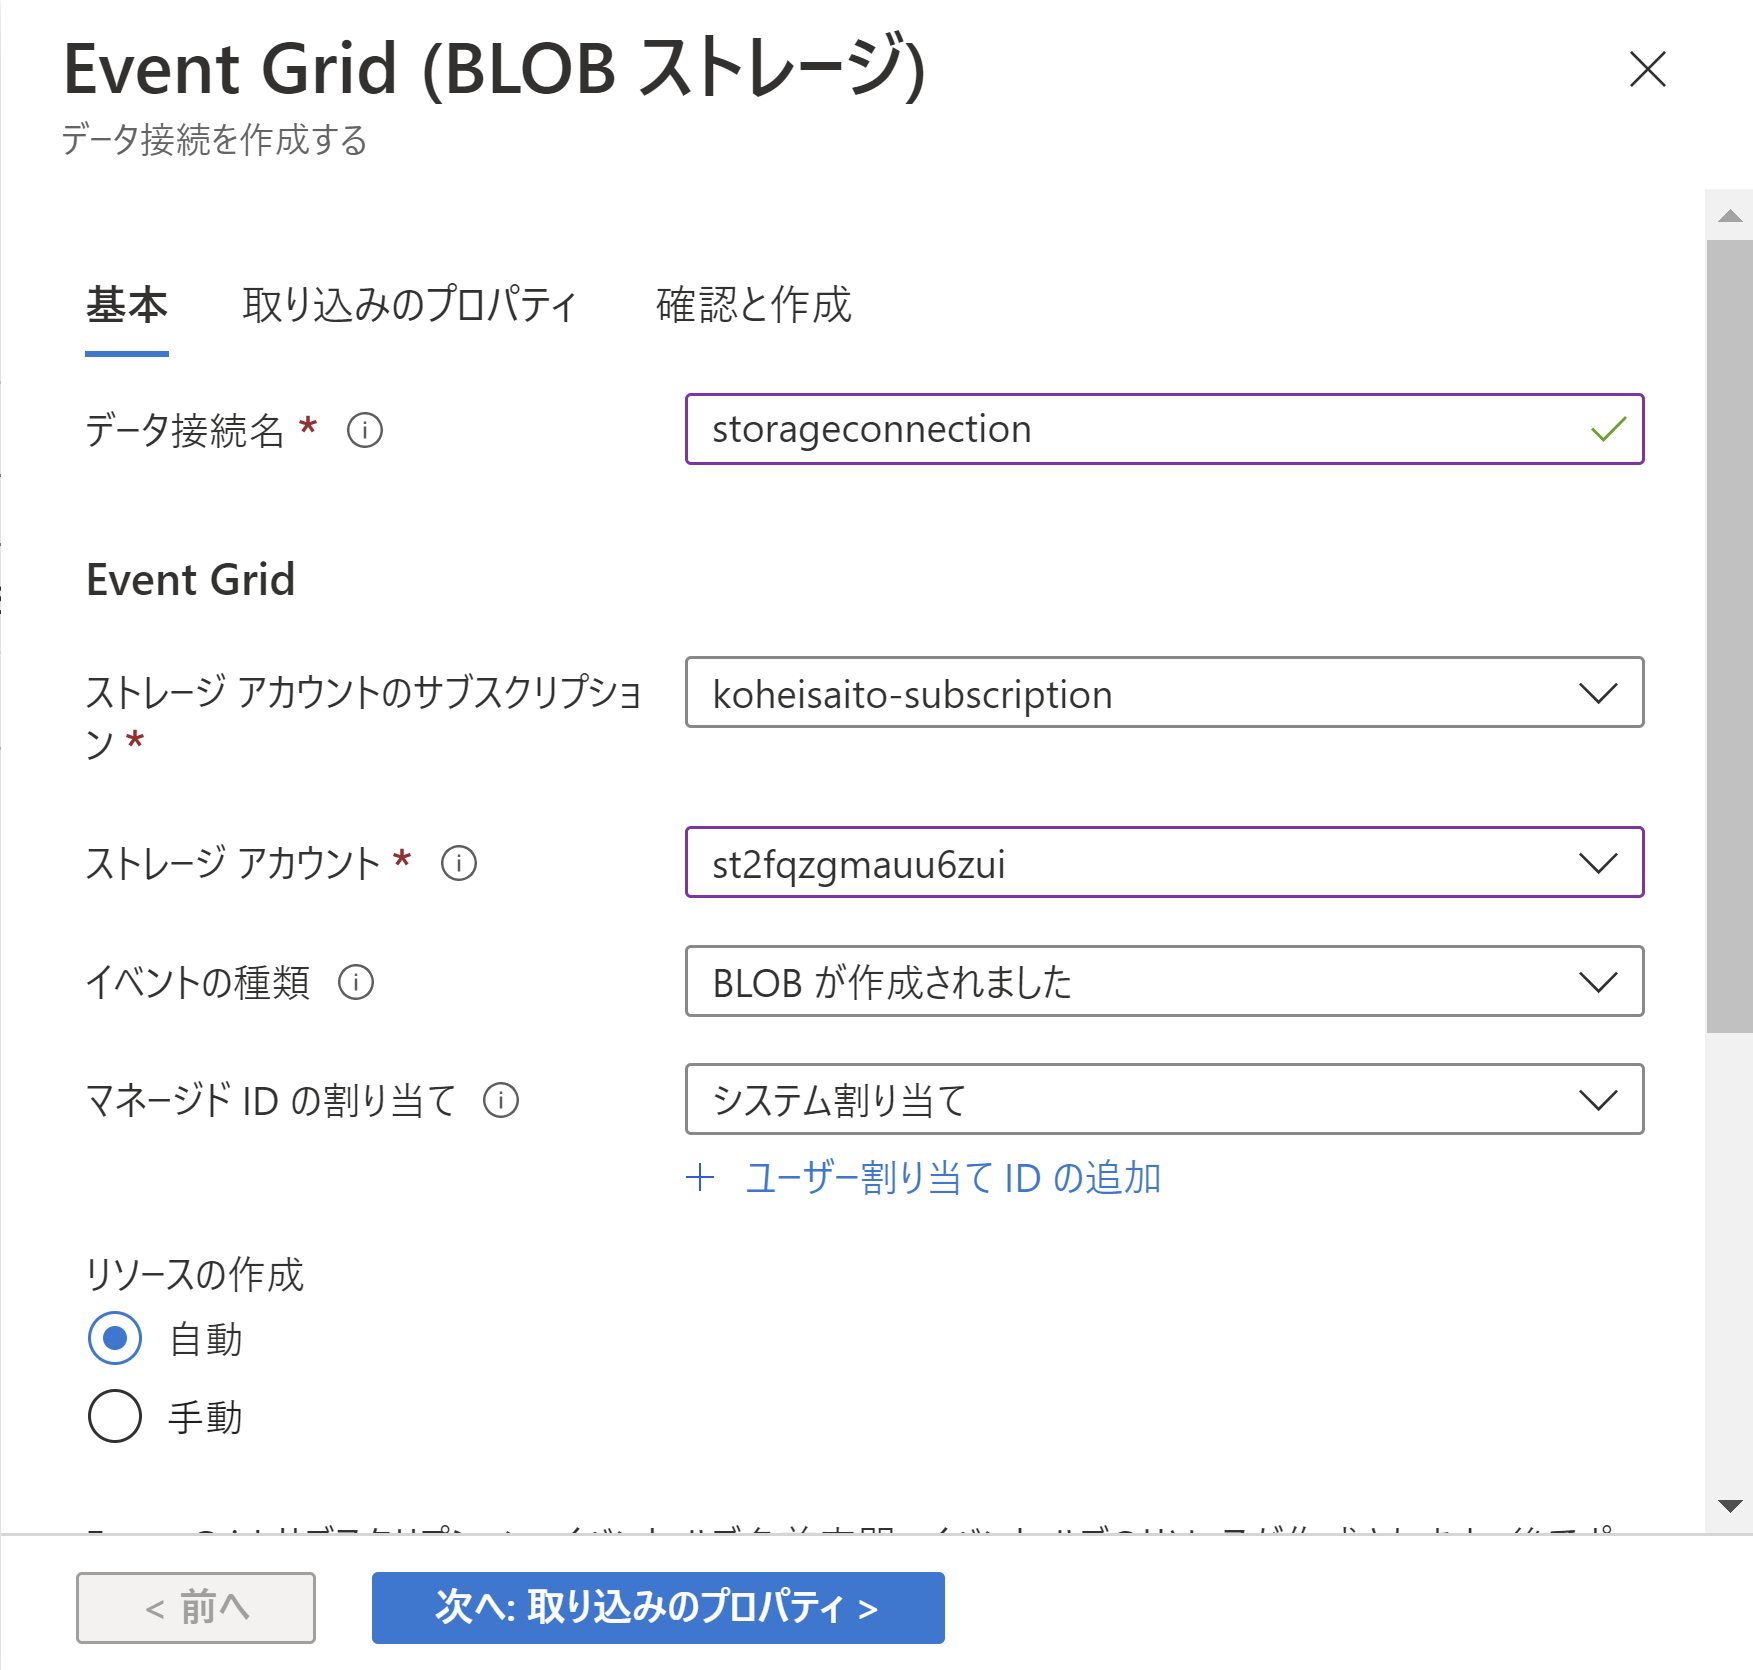 Event Grid (BLOB ストレージ)
データ接続を作成する
基本 取り込みのプロパティ 確認と作成
データ接続名 *
storageconnection
Event Grid
ストレージ アカウントのサブスクリプショ
ン *
koheisaito-subscription
ストレージ アカウント *
st2fqzgmauu6zui
イベントの種類
BLOB が作成されました
マネージド ID の割り当て
システム割り当て
+ ユーザー割り当て ID の追加
リソースの作成
自動
手動
< 前へ
次へ: 取り込みのプロパティ >